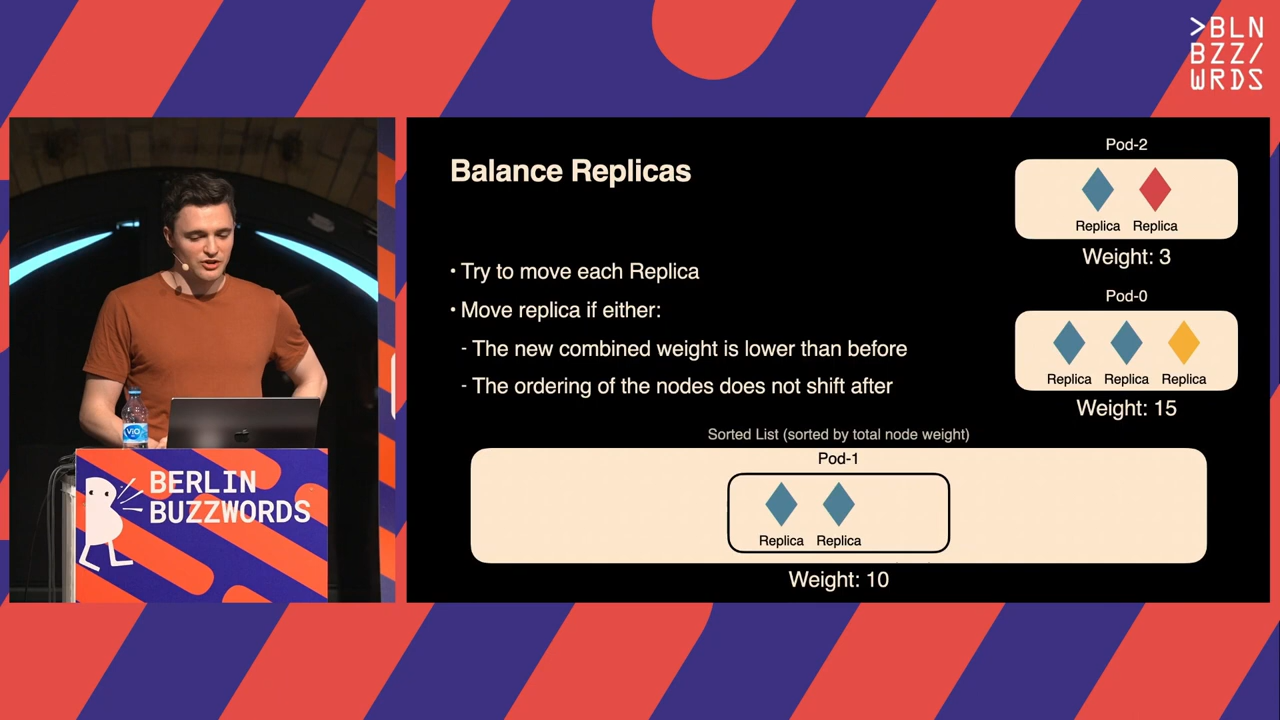 >BLN
BZZ/
WRDS
Balance Replicas
• Try to move each Replica
• Move replica if either:
- The new combined weight is lower than before
- The ordering of the nodes does not shift after
Pod-2
Replica Replica
Weight: 3
Pod-0
Replica Replica Replica
Weight: 15
Sorted List (sorted by total node weight)
Pod-1
Replica Replica
Weight: 10
ViO
BERLIN
BUZZWORDS